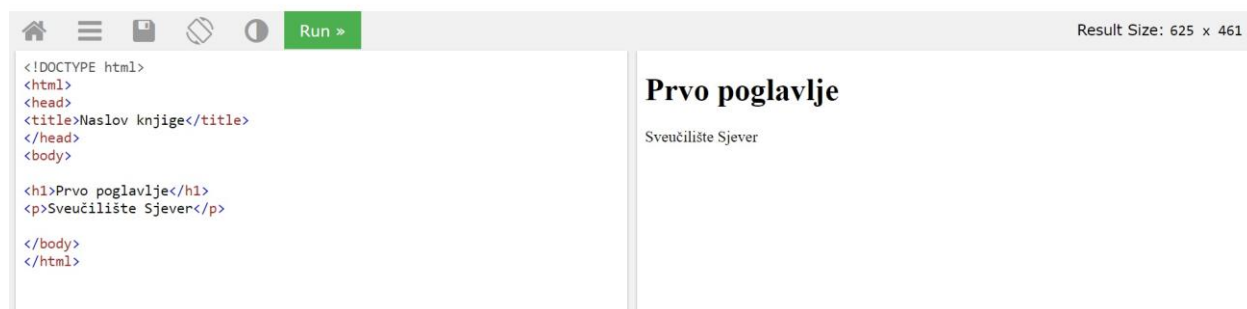 Run »
Result Size: 625 x 461
<!DOCTYPE html>
<html>
<head>
<title>Naslov knjige</title>
</head>
<body>
<h1>Prvo poglavlje</h1>
<p>Sveučilište Sjever</p>
</body>
</html>
Prvo poglavlje
Sveučilište Sjever